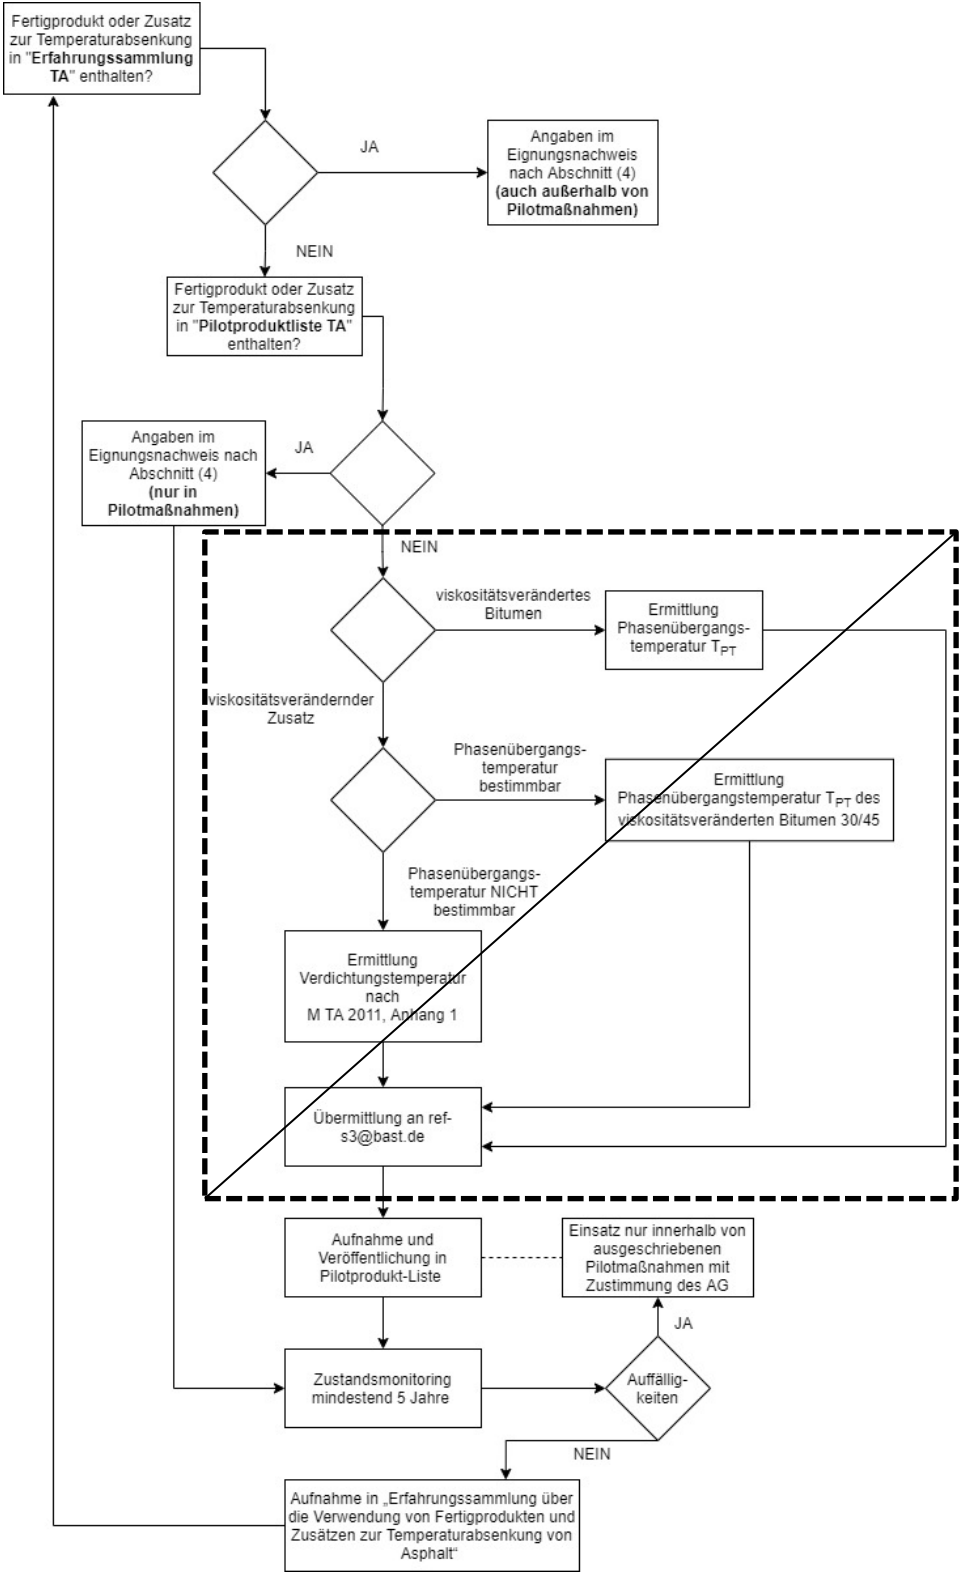 Fertigprodukt oder Zusatz
zur Temperaturabsenkung
in "Erfahrungssammlung
TA" enthalten?
JA
Angaben im
Eignungsnachweis
nach Abschnitt (4)
(auch außerhalb von
Pilotmaßnahmen)
NEIN
Fertigprodukt oder Zusatz
zur Temperaturabsenkung
in "Pilotproduktliste TA"
enthalten?
Angaben im
Eignungsnachweis nach
Abschnitt (4)
(nur in
Pilotmaßnahmen)
JA
NEIN
viskositätsverändertes
Bitumen
Ermittlung
Phasenübergangs-
temperatur TPT
viskositätsverändernder
Zusatz
Phasenübergangs-
temperatur
bestimmbar
Ermittlung
Phasenübergangstemperatur TPT des
viskositätsveränderten Bitumen 30/45
Phasenübergangs-
temperatur NICHT
bestimmbar
Ermittlung
Verdichtungstemperatur
nach
M TA 2011, Anhang 1
Übermittlung an ref-
s3@bast.de
Aufnahme und
Veröffentlichung in
Pilotprodukt-Liste
Einsatz nur innerhalb von
ausgeschriebenen
Pilotmaßnahmen mit
Zustimmung des AG
JA
Zustandsmonitoring
mindestend 5 Jahre
Auffällig-
keiten
NEIN
Aufnahme in „Erfahrungssammlung über
die Verwendung von Fertigprodukten und
Zusätzen zur Temperaturabsenkung von
Asphalt“